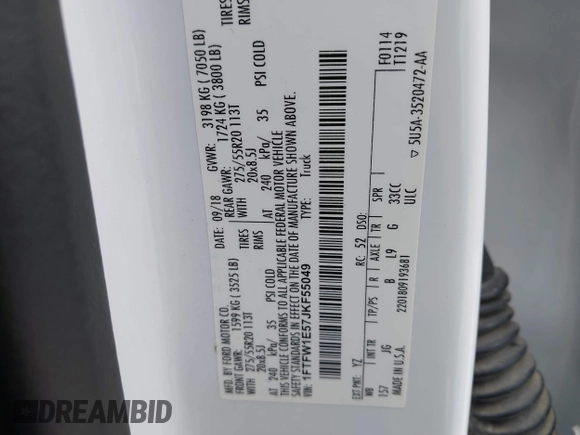 MFD. BY FORD MOTOR CO.
DATE: 09/18 GVWR: 3198 KG ( 7050 LB)
FRONT GAWR: REAR GAWR:
1599 KG ( 3525 LB) 1724 KG ( 3800 LB)
WITH TIRES WITH TIRES
275/55R20 113T 275/55R20 113T
20x8.5J RIMS 20x8.5J RIMS
AT 240 kPa/ 35 PSI COLD AT 240 kPa/ 35 PSI COLD
THIS VEHICLE CONFORMS TO ALL APPLICABLE FEDERAL MOTOR VEHICLE
SAFETY STANDARDS IN EFFECT ON THE DATE OF MANUFACTURE SHOWN ABOVE.
VIN: 1FTFW1E57JKF55049 Truck
F0114
T1219
EXT PNT: YZ RC: 52 DSO:
WB INT TR TP/PS R AXLE TR SPR
157 JG B L9 G 33CC
MADE IN U.S.A. ULC
2201809193681 ▽ 5U5A-3520472-AA
DREAMBID